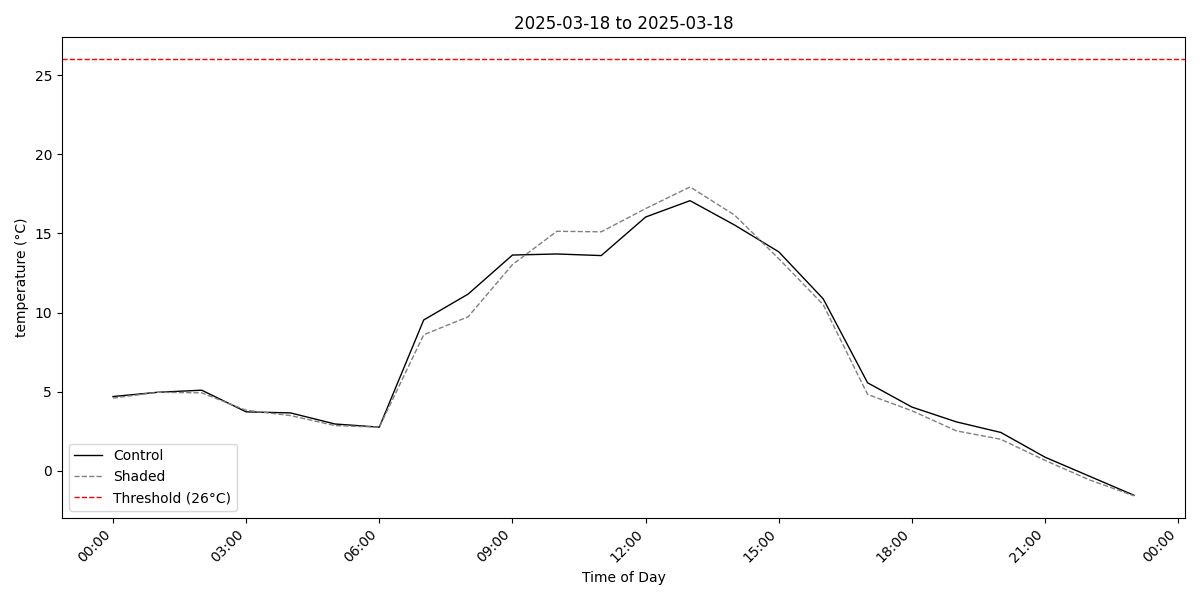 2025-03-18 to 2025-03-18
temperature (°C)
25
20
15
10
5
0
Control
Shaded
Threshold (26°C)
00:00
03:00
06:00
09:00
12:00
15:00
18:00
21:00
00:00
Time of Day